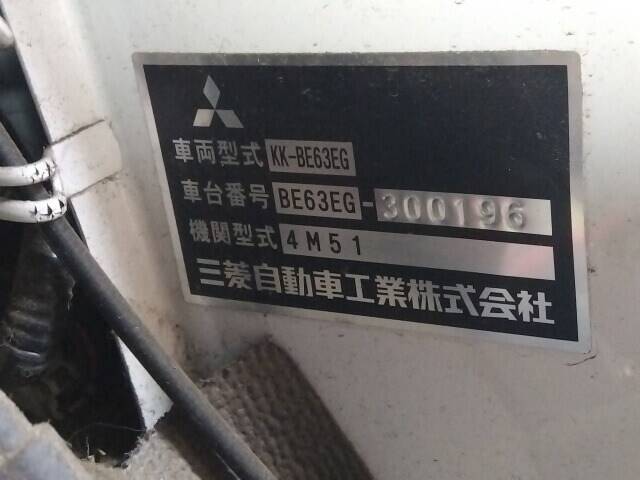 車両型式 KK-BE63EG
車台番号 BE63EG-300196
機関型式 4M51
三菱自動車工業株式会社